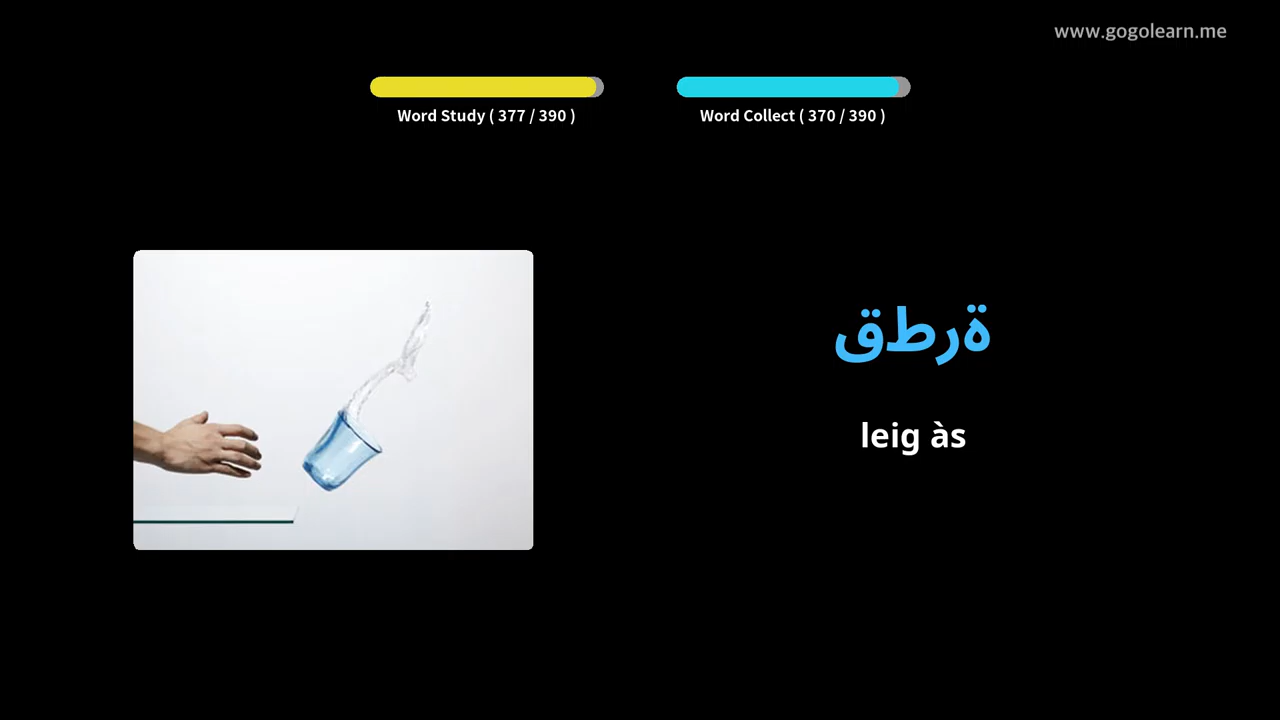 www.gogolearn.me
Word Study ( 377 / 390 )
Word Collect ( 370 / 390 )
ةرطق
leig às